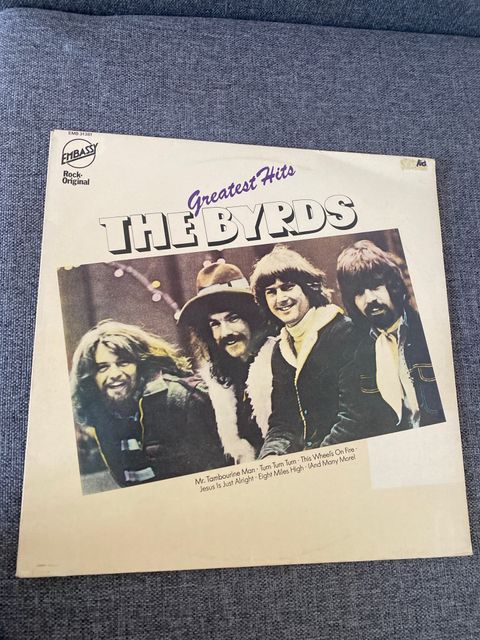 EMB 31381
EMBASSY
Rock-
Original
Greatest Hits
THE BYRDS
Mr. Tambourine Man · Turn Turn Turn · This Wheel's On Fire ·
Jesus Is Just Alright · Eight Miles High · (And Many More)